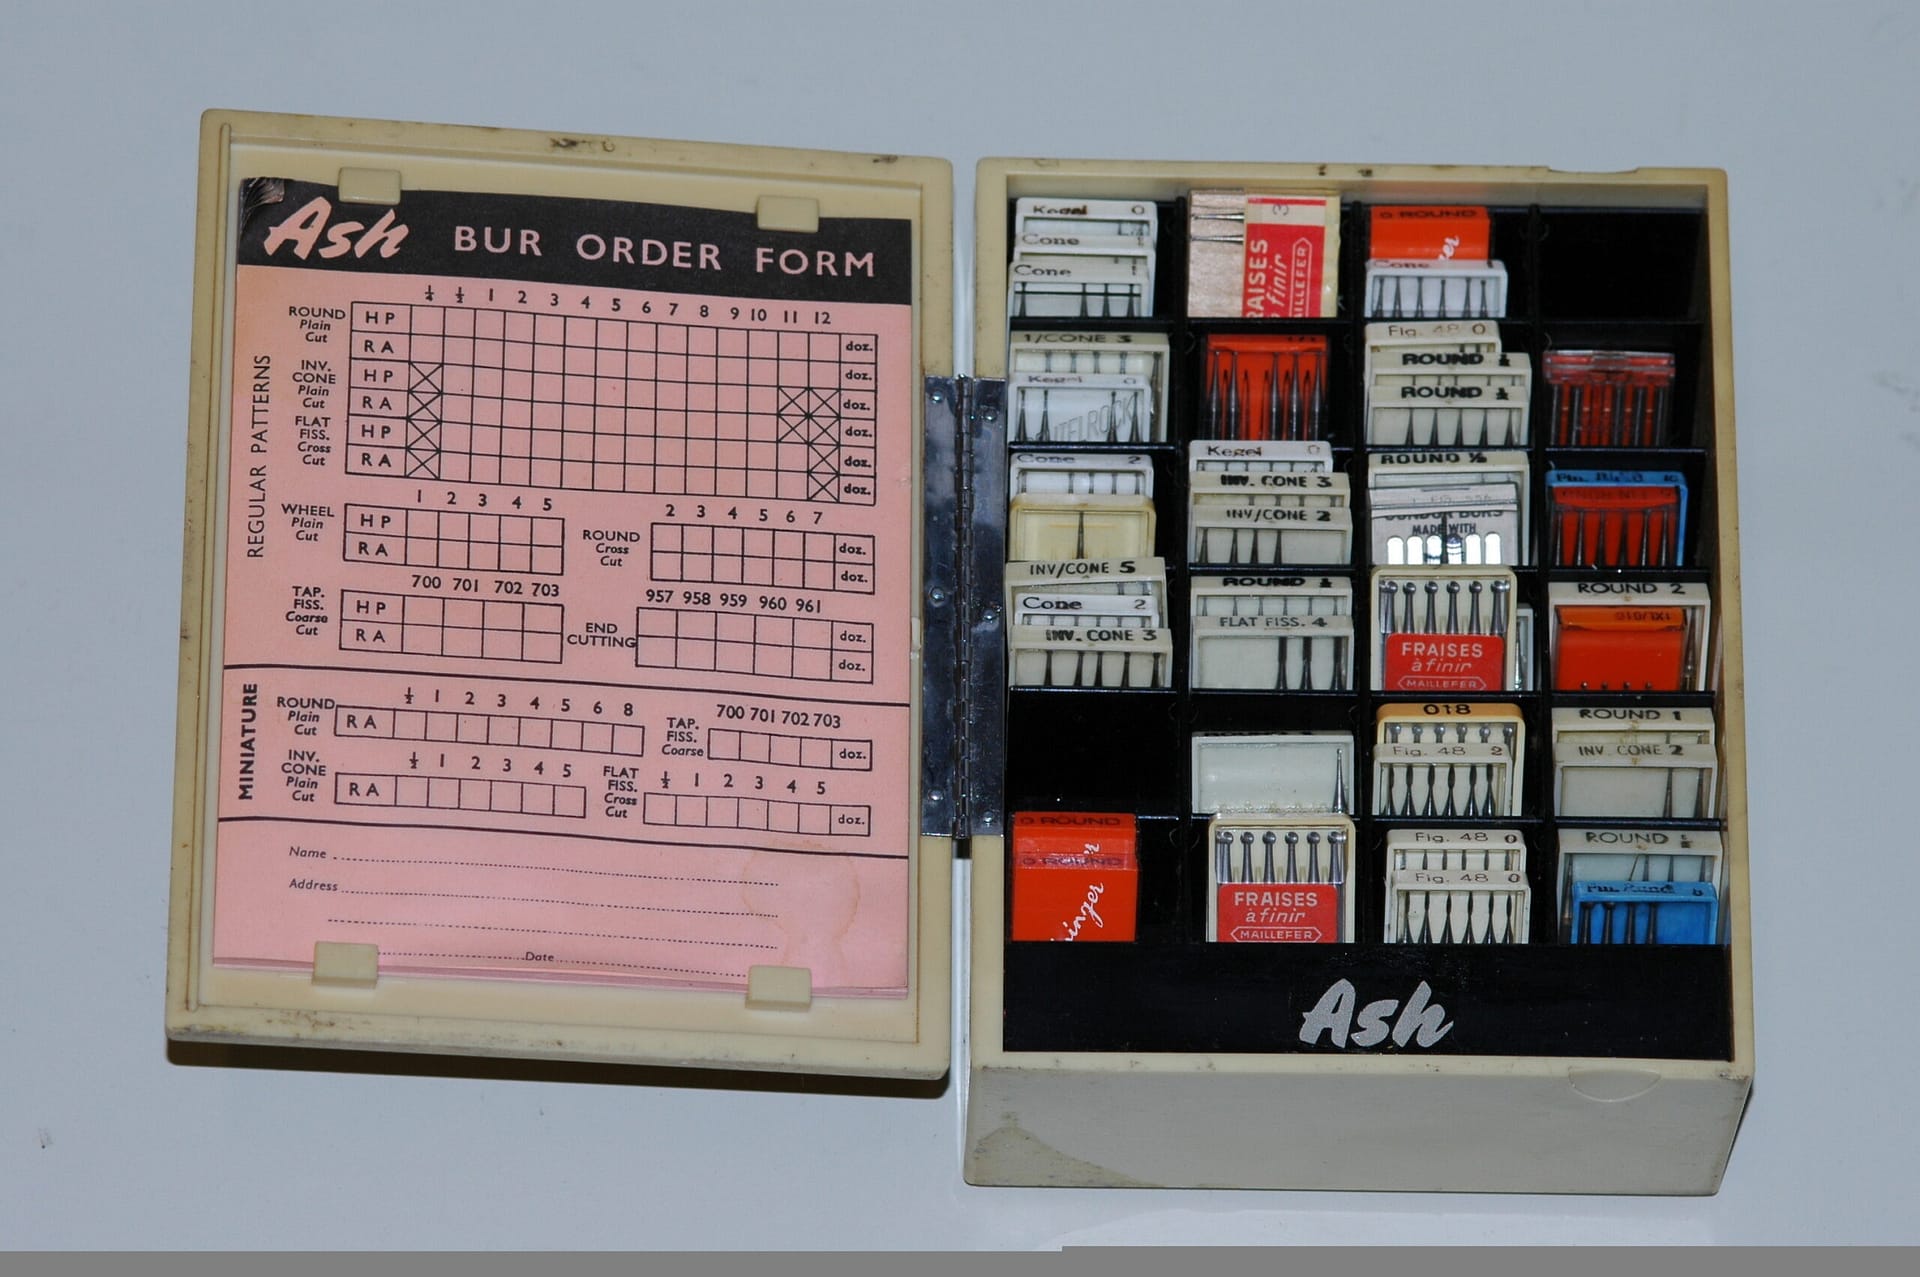 Ash BUR ORDER FORM
REGULAR PATTERNS
¼ ½ 1 2 3 4 5 6 7 8 9 10 11 12
ROUND Plain Cut
HP
RA doz.
INV. CONE Plain Cut
HP doz.
RA doz.
FLAT FISS. Cross Cut
HP doz.
RA doz.
doz.
1 2 3 4 5
WHEEL Plain Cut
HP
RA
2 3 4 5 6 7
ROUND Cross Cut
doz.
doz.
700 701 702 703
TAP. FISS. Coarse Cut
HP
RA
957 958 959 960 961
END CUTTING
doz.
doz.
MINIATURE
½ 1 2 3 4 5 6 8
ROUND Plain Cut
RA
700 701 702 703
TAP. FISS. Coarse
doz.
½ 1 2 3 4 5
INV. CONE Plain Cut
RA
½ 1 2 3 4 5
FLAT FISS. Cross Cut
doz.
Name
Address
Date
Kegel 0
Cone
Cone
3
FRAISES
à finir
MAILLEFER
0 ROUND
Cone 1
1/CONE 3
Kegel 0
Fig. 48 0
ROUND ½
ROUND ½
Cone 2
Kegel 0
INV. CONE 3
INV/CONE 2
ROUND ½
CONDOR BURS
MADE WITH
INV/CONE 5
Cone 2
INV. CONE 3
ROUND ½
FLAT FISS. 4
FRAISES
à finir
MAILLEFER
ROUND 2
018
Fig. 48 2
ROUND 1
INV. CONE 2
0 ROUND
0 ROUND
FRAISES
à finir
MAILLEFER
Fig. 48 0
Fig. 48 0
ROUND
Ash